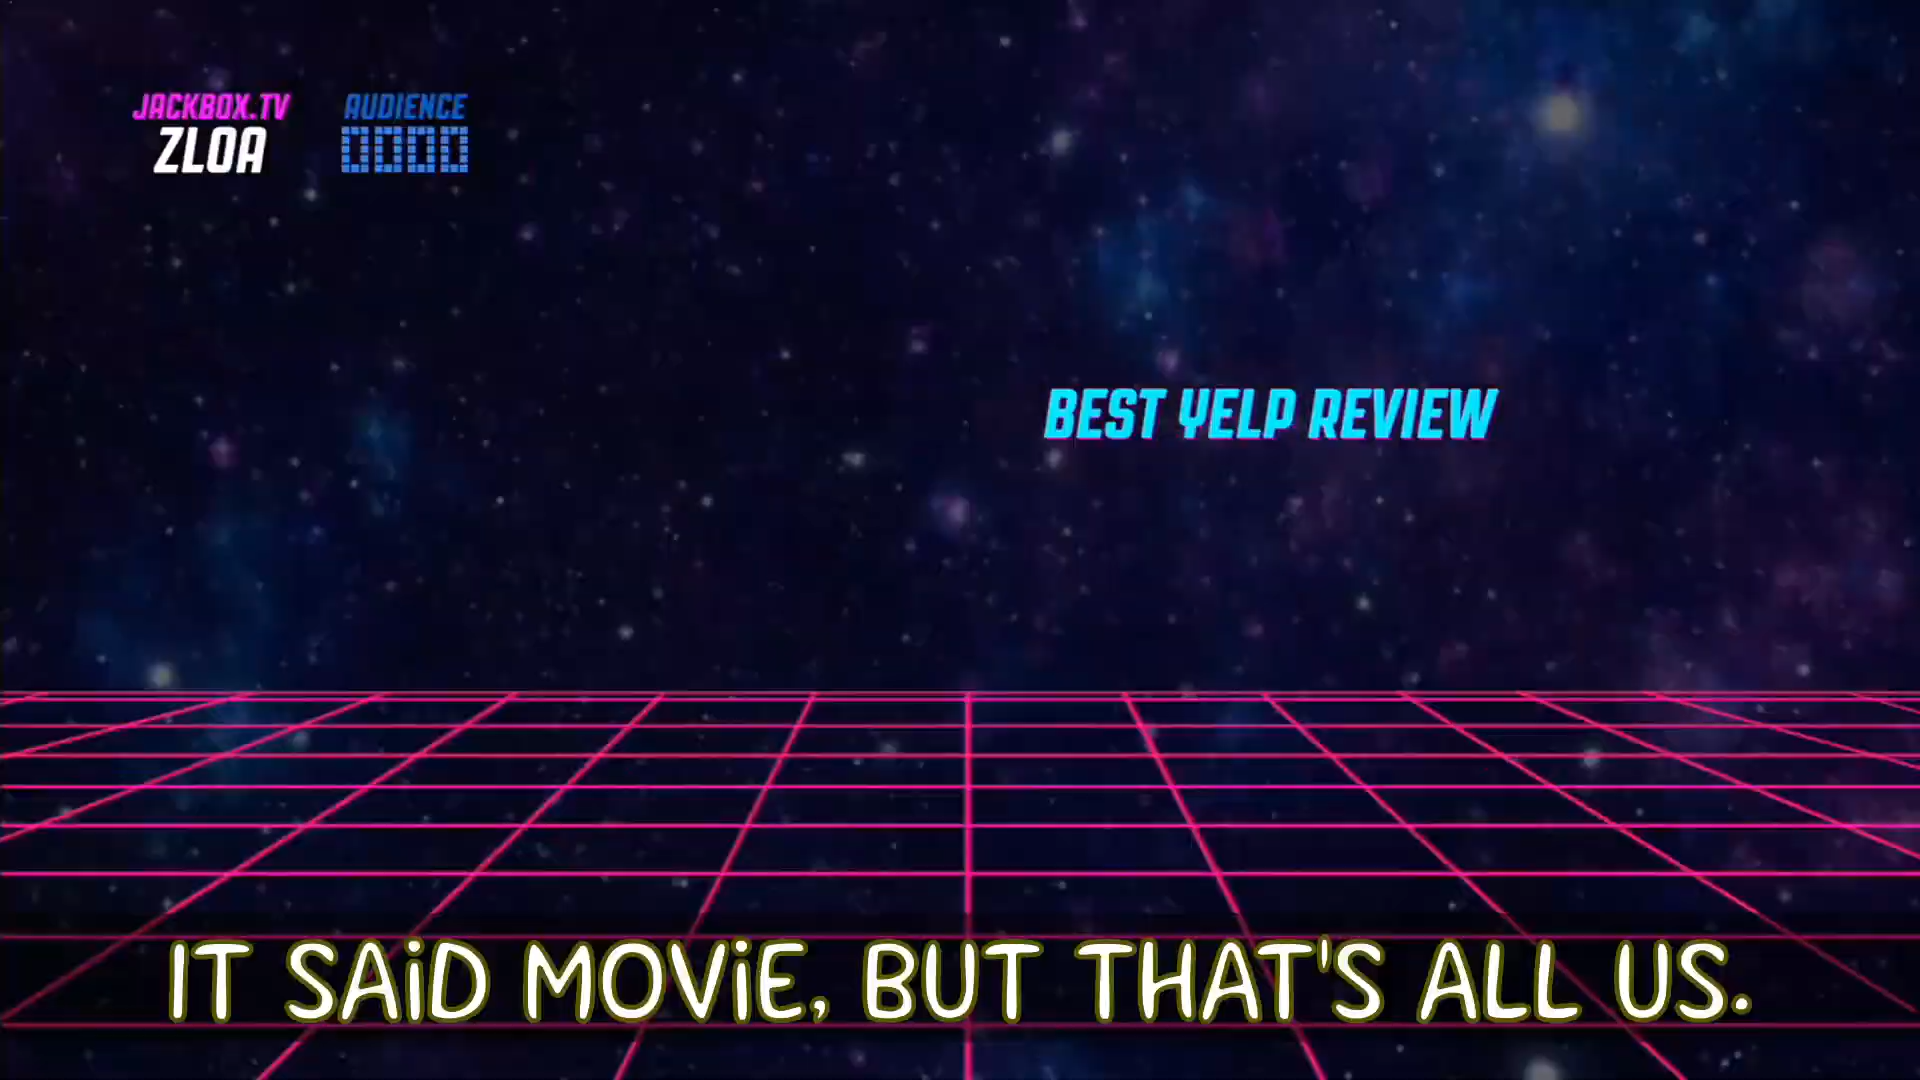 JACKBOX.TV
ZLOA
AUDIENCE
0000
BEST YELP REVIEW
IT SAID MOVIE, BUT THAT'S ALL US.